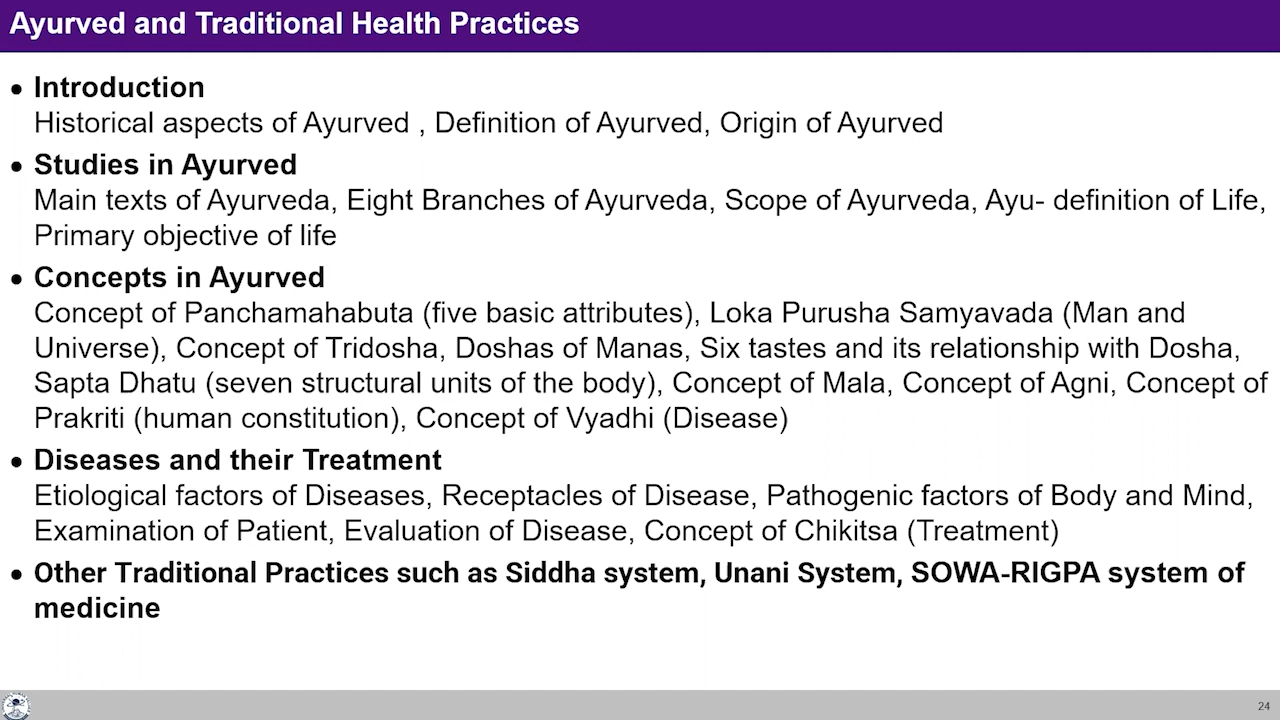 Ayurved and Traditional Health Practices
• Introduction
Historical aspects of Ayurved , Definition of Ayurved, Origin of Ayurved
• Studies in Ayurved
Main texts of Ayurveda, Eight Branches of Ayurveda, Scope of Ayurveda, Ayu- definition of Life,
Primary objective of life
• Concepts in Ayurved
Concept of Panchamahabuta (five basic attributes), Loka Purusha Samyavada (Man and
Universe), Concept of Tridosha, Doshas of Manas, Six tastes and its relationship with Dosha,
Sapta Dhatu (seven structural units of the body), Concept of Mala, Concept of Agni, Concept of
Prakriti (human constitution), Concept of Vyadhi (Disease)
• Diseases and their Treatment
Etiological factors of Diseases, Receptacles of Disease, Pathogenic factors of Body and Mind,
Examination of Patient, Evaluation of Disease, Concept of Chikitsa (Treatment)
• Other Traditional Practices such as Siddha system, Unani System, SOWA-RIGPA system of
medicine
24